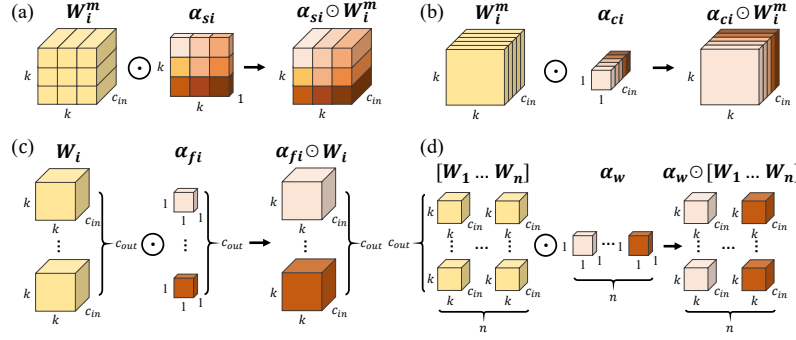 (a) W_i^m α_si α_si ⊙ W_i^m
k k c_in ⊙ k k 1 k k c_in
(b) W_i^m α_ci α_ci ⊙ W_i^m
k k c_in ⊙ 1 1 c_in k k c_in
(c) W_i α_fi α_fi ⊙ W_i
k k c_in 1 1 1 k k c_in
⋮ c_out ⊙ ⋮ c_out ⋮ c_out
k k c_in 1 1 1 k k c_in
(d) [W_1 ... W_n] α_w α_w ⊙ [W_1 ... W_n]
k k c_in k c_in k k c_in k c_in
c_out ⋮ ... ⋮ ⊙ 1 1 1 ... 1 1 ⋮ ... ⋮
k k c_in k c_in k k c_in k c_in
n n n